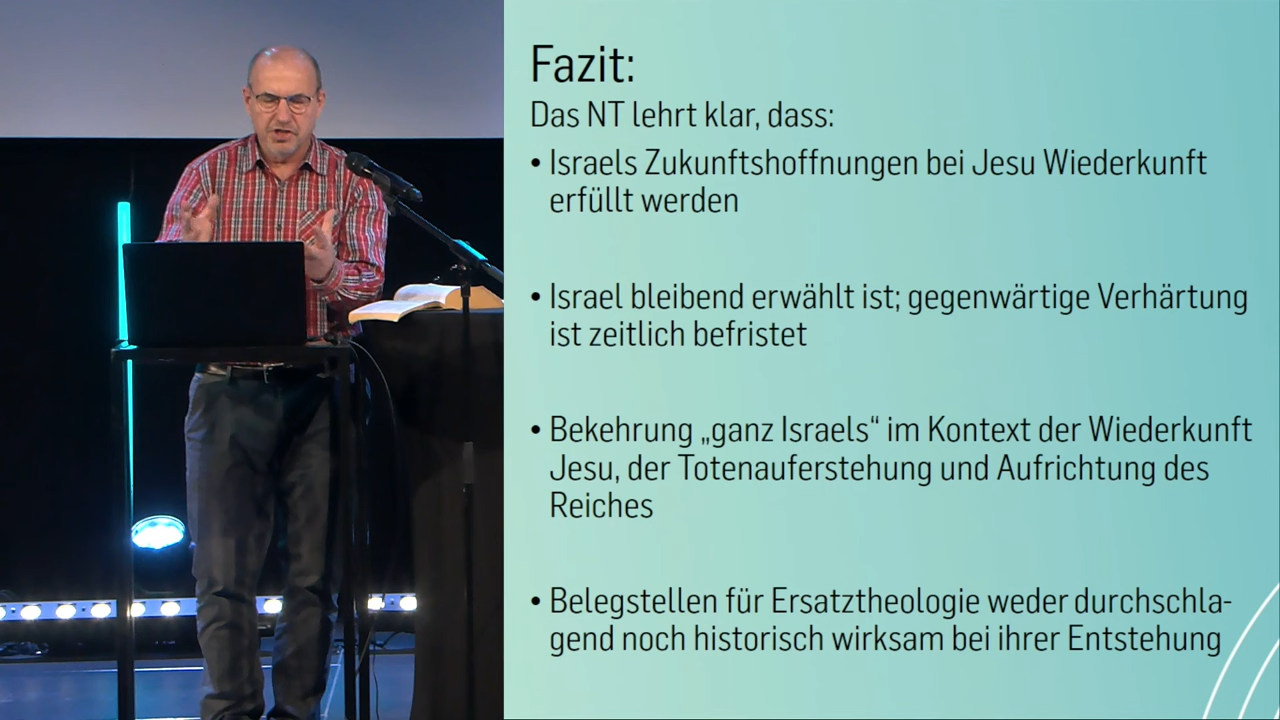 Fazit:
Das NT lehrt klar, dass:
• Israels Zukunftshoffnungen bei Jesu Wiederkunft
erfüllt werden
• Israel bleibend erwählt ist; gegenwärtige Verhärtung
ist zeitlich befristet
• Bekehrung „ganz Israels“ im Kontext der Wiederkunft
Jesu, der Totenauferstehung und Aufrichtung des
Reiches
• Belegstellen für Ersatztheologie weder durchschla-
gend noch historisch wirksam bei ihrer Entstehung